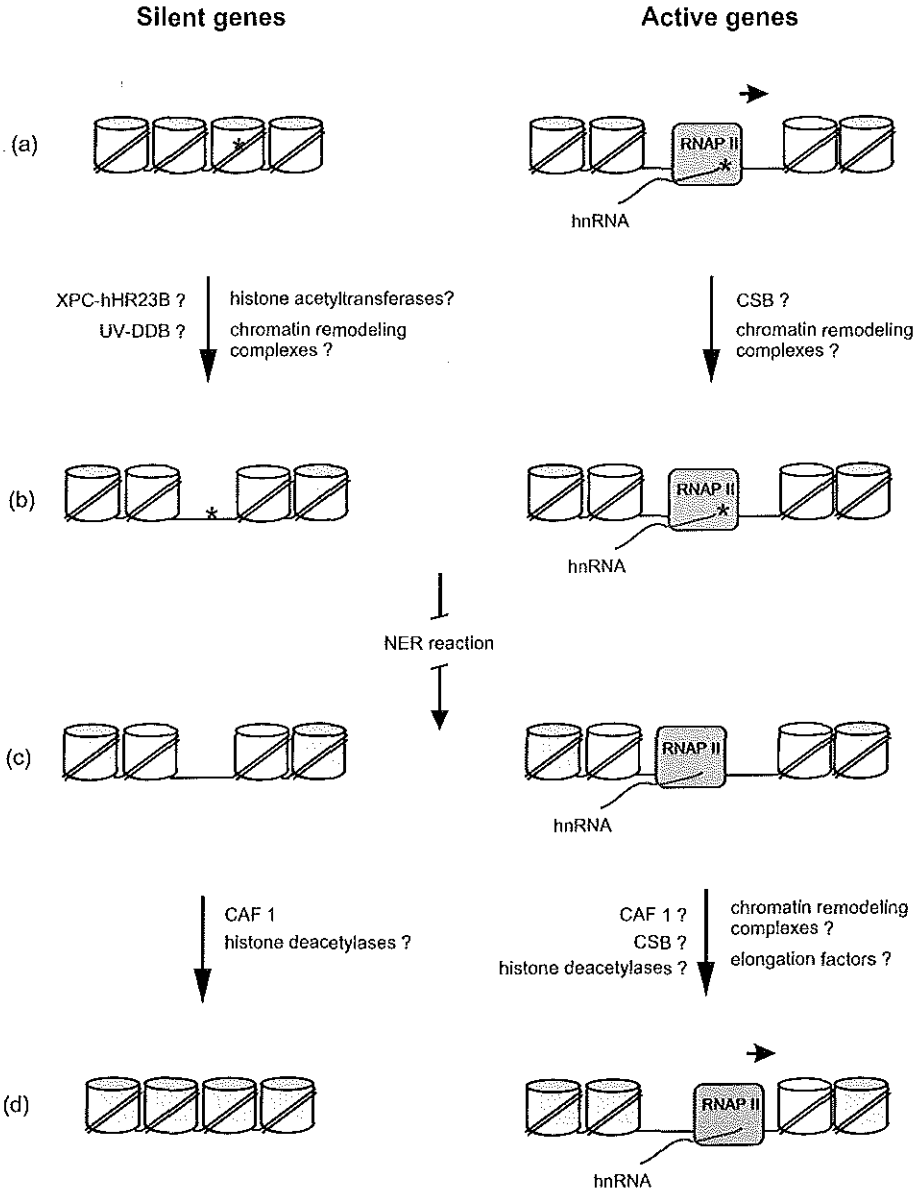 Silent genes
Active genes
(a)
*
RNAP II
*
hnRNA
XPC-hHR23B ?
UV-DDB ?
histone acetyltransferases?
chromatin remodeling
complexes ?
CSB ?
chromatin remodeling
complexes ?
(b)
*
RNAP II
*
hnRNA
NER reaction
(c)
RNAP II
hnRNA
CAF 1
histone deacetylases ?
CAF 1 ?
CSB ?
histone deacetylases ?
chromatin remodeling
complexes ?
elongation factors ?
(d)
RNAP II
hnRNA